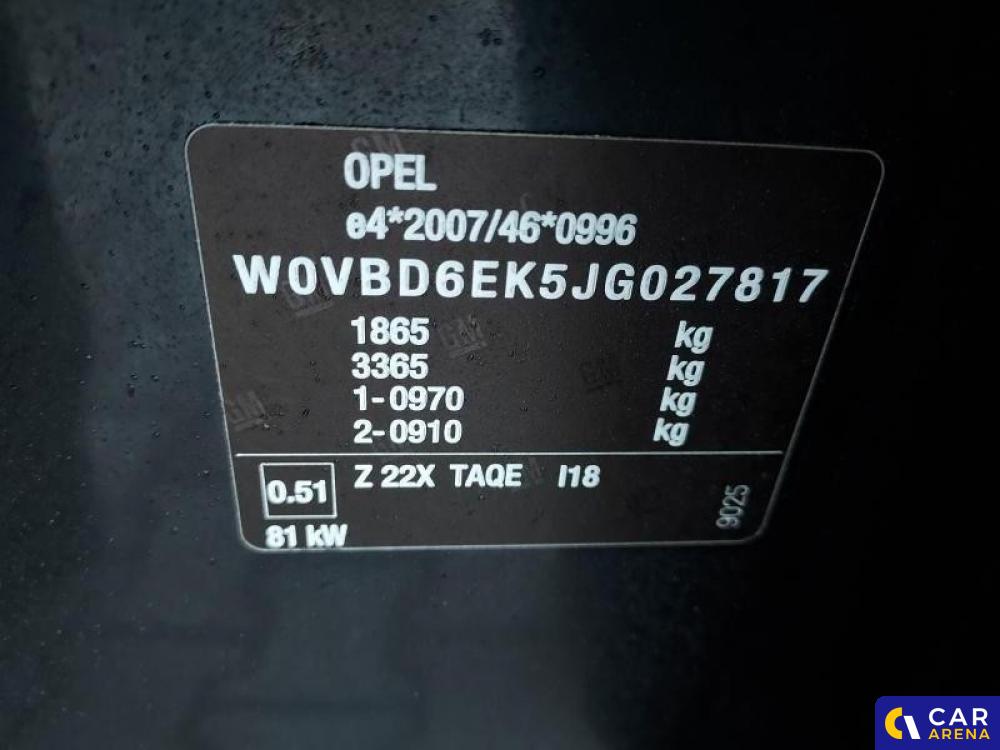 OPEL
e4*2007/46*0996
W0VBD6EK5JG027817
1865 kg
3365 kg
1-0970 kg
2-0910 kg
0.51 Z 22X TAQE I18
81 kW
9025
CAR
ARENA